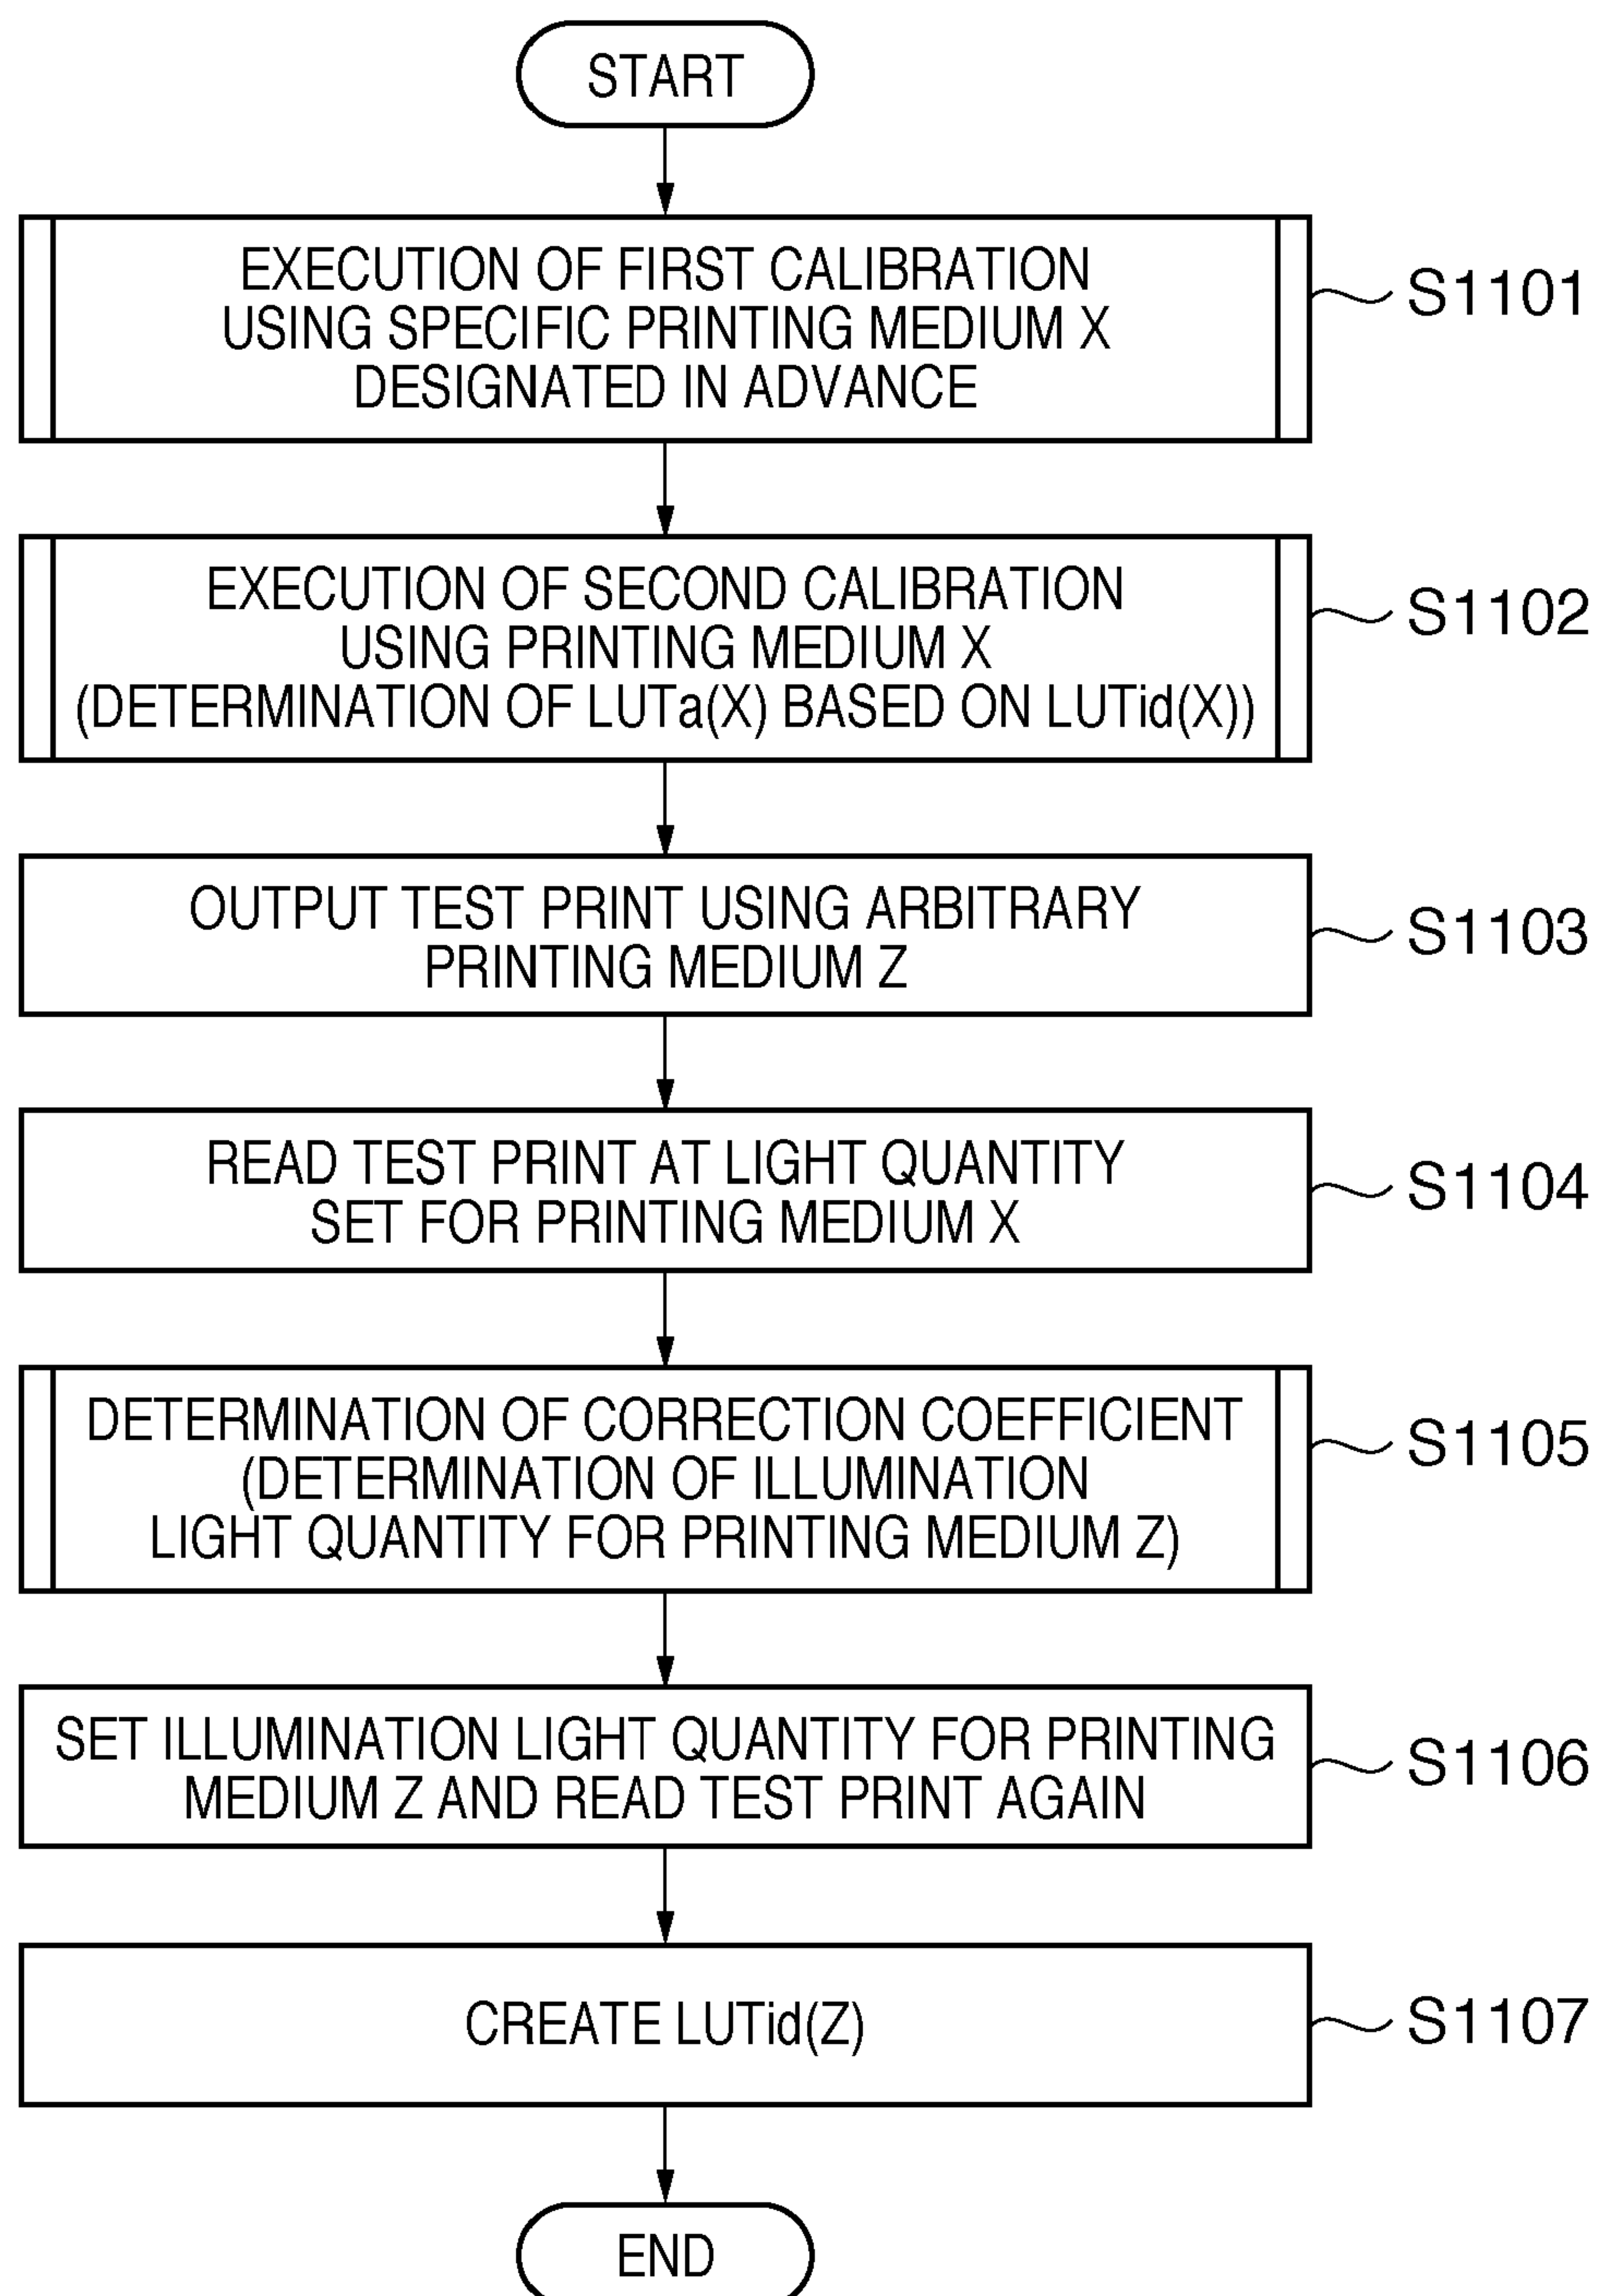 START
EXECUTION OF FIRST CALIBRATION
USING SPECIFIC PRINTING MEDIUM X
DESIGNATED IN ADVANCE
S1101
EXECUTION OF SECOND CALIBRATION
USING PRINTING MEDIUM X
(DETERMINATION OF LUTa(X) BASED ON LUTid(X))
S1102
OUTPUT TEST PRINT USING ARBITRARY
PRINTING MEDIUM Z
S1103
READ TEST PRINT AT LIGHT QUANTITY
SET FOR PRINTING MEDIUM X
S1104
DETERMINATION OF CORRECTION COEFFICIENT
(DETERMINATION OF ILLUMINATION
LIGHT QUANTITY FOR PRINTING MEDIUM Z)
S1105
SET ILLUMINATION LIGHT QUANTITY FOR PRINTING
MEDIUM Z AND READ TEST PRINT AGAIN
S1106
CREATE LUTid(Z)
S1107
END